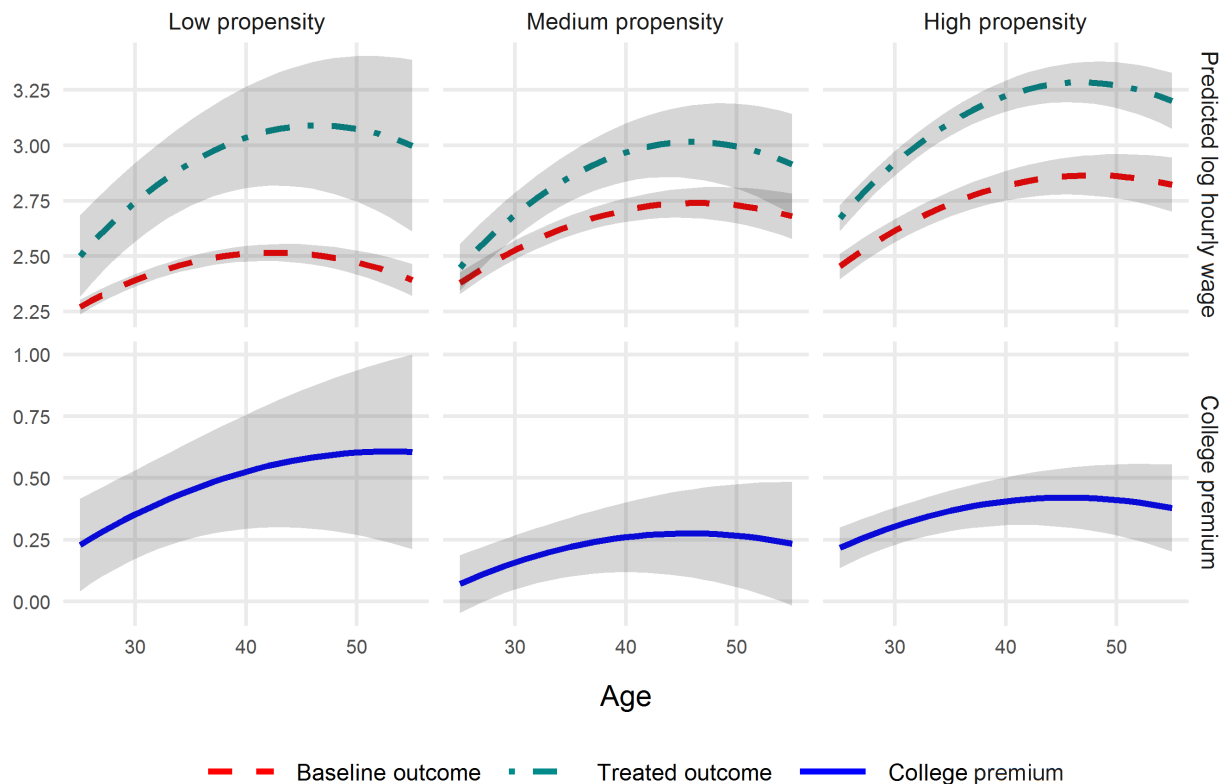 Low propensity Medium propensity High propensity
3.25
3.00
2.75
2.50
2.25
Predicted log hourly wage
1.00
0.75
0.50
0.25
0.00
College premium
30 40 50 30 40 50 30 40 50
Age
Baseline outcome Treated outcome College premium